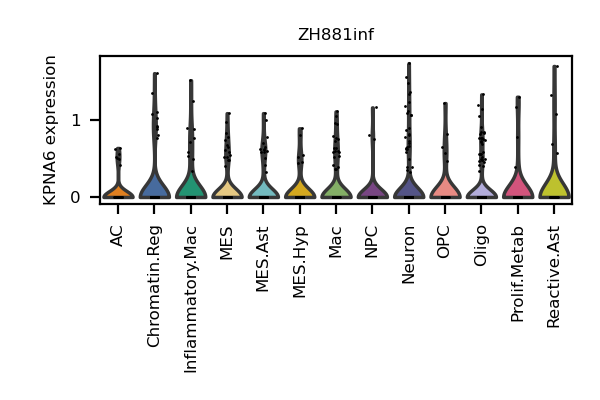 ZH881inf
KPNA6 expression
1
0
AC
Chromatin.Reg
Inflammatory.Mac
MES
MES.Ast
MES.Hyp
Mac
NPC
Neuron
OPC
Oligo
Prolif.Metab
Reactive.Ast